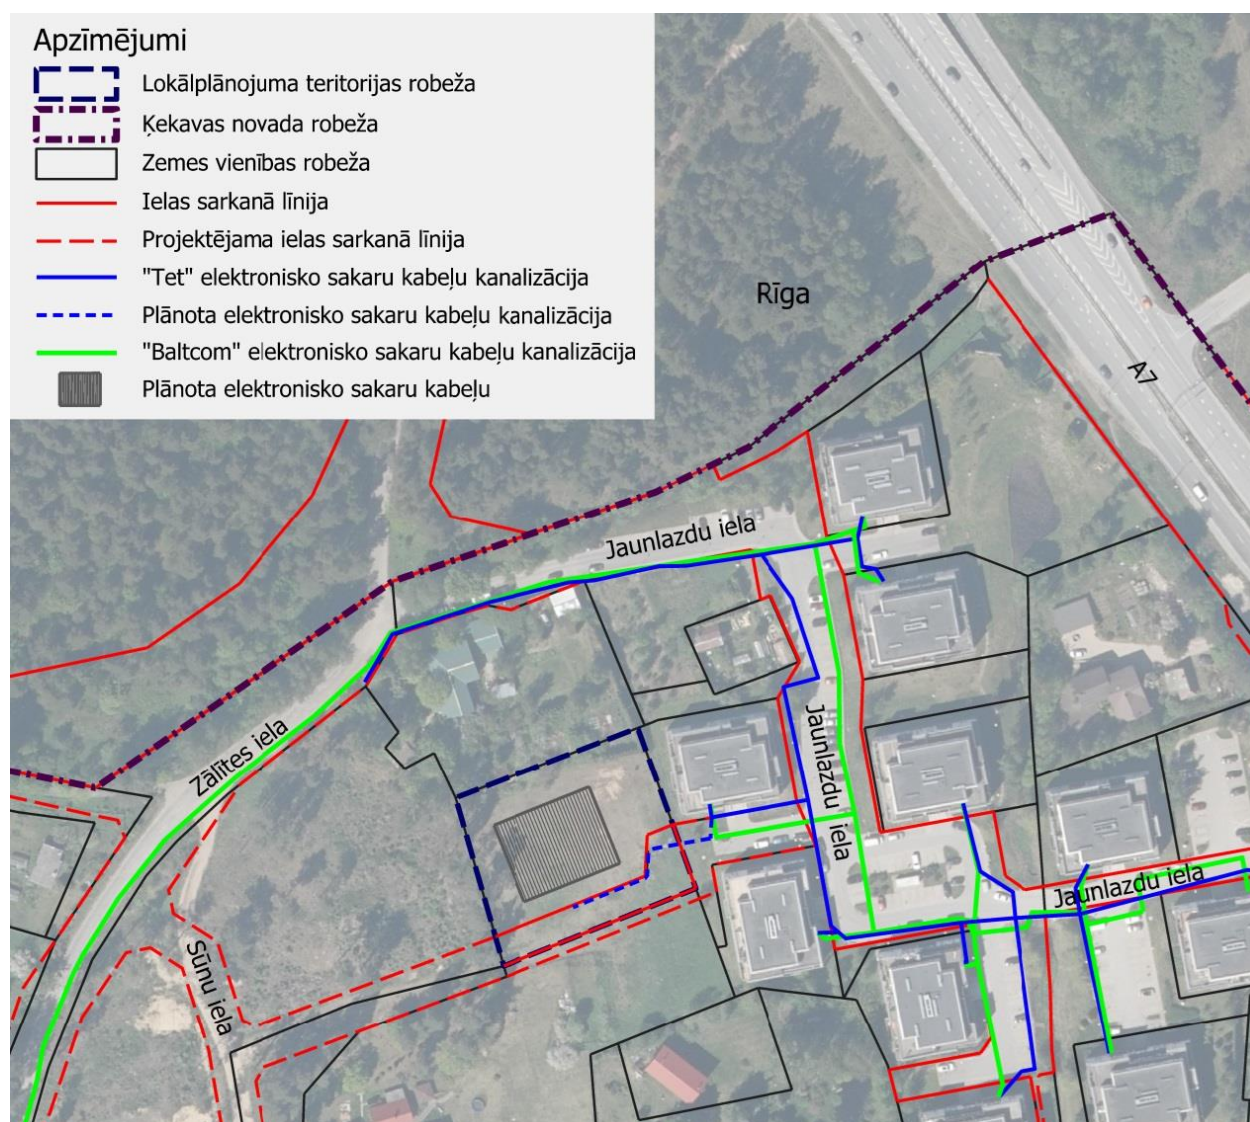 Apzīmējumi
Lokālplānojuma teritorijas robeža
Ķekavas novada robeža
Zemes vienības robeža
Ielas sarkanā līnija
Projektējama ielas sarkanā līnija
"Tet" elektronisko sakaru kabeļu kanalizācija
Plānota elektronisko sakaru kabeļu kanalizācija
"Baltcom" elektronisko sakaru kabeļu kanalizācija
Plānota elektronisko sakaru kabeļu
Rīga
A7
Jaunlazdu iela
Zālītes iela
Jaunlazdu iela
Jaunlazdu iela
Sūnu iela